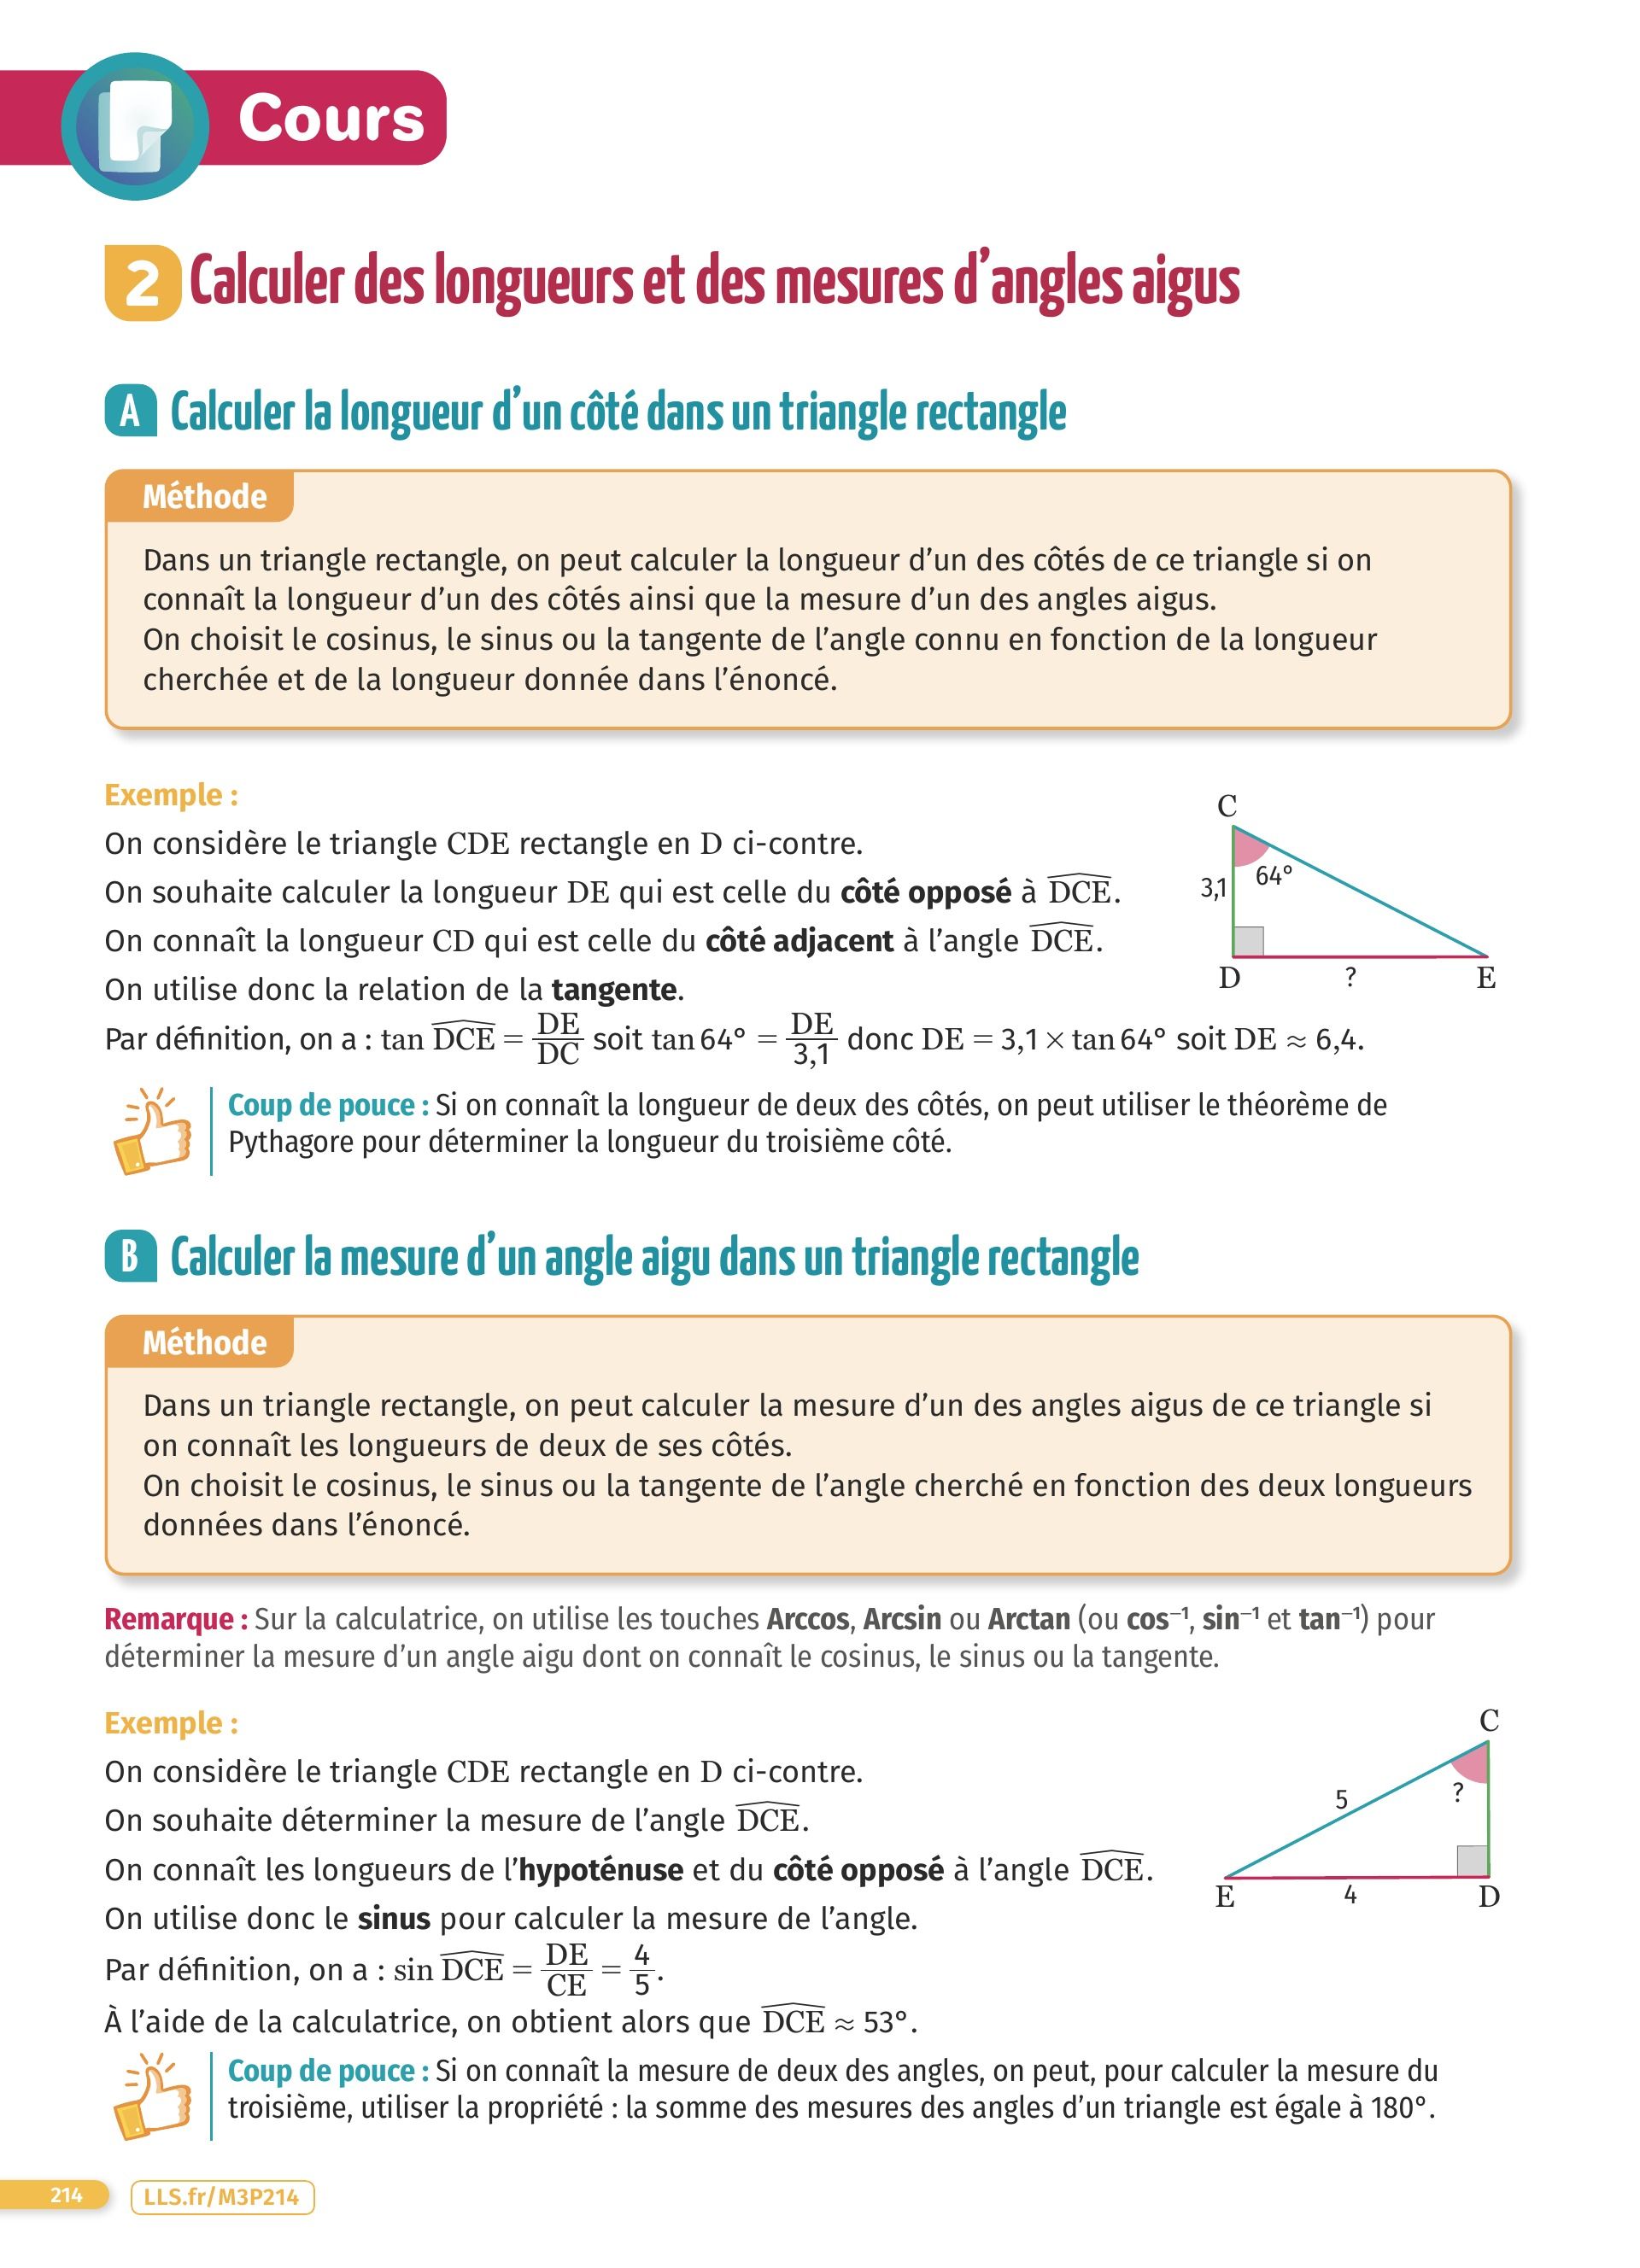 Cours
2 Calculer des longueurs et des mesures d’angles aigus
A Calculer la longueur d’un côté dans un triangle rectangle
Méthode
Dans un triangle rectangle, on peut calculer la longueur d’un des côtés de ce triangle si on
connaît la longueur d’un des côtés ainsi que la mesure d’un des angles aigus.
On choisit le cosinus, le sinus ou la tangente de l’angle connu en fonction de la longueur
cherchée et de la longueur donnée dans l’énoncé.
Exemple :
On considère le triangle CDE rectangle en D ci-contre.
On souhaite calculer la longueur DE qui est celle du côté opposé à \widehat{DCE}.
On connaît la longueur CD qui est celle du côté adjacent à l’angle \widehat{DCE}.
On utilise donc la relation de la tangente.
Par définition, on a : tan \widehat{DCE} = DE/DC soit tan 64° = DE/3,1 donc DE = 3,1 × tan 64° soit DE ≈ 6,4.
C
64°
3,1
D
?
E
Coup de pouce : Si on connaît la longueur de deux des côtés, on peut utiliser le théorème de
Pythagore pour déterminer la longueur du troisième côté.
B Calculer la mesure d’un angle aigu dans un triangle rectangle
Méthode
Dans un triangle rectangle, on peut calculer la mesure d’un des angles aigus de ce triangle si
on connaît les longueurs de deux de ses côtés.
On choisit le cosinus, le sinus ou la tangente de l’angle cherché en fonction des deux longueurs
données dans l’énoncé.
Remarque : Sur la calculatrice, on utilise les touches Arccos, Arcsin ou Arctan (ou cos⁻¹, sin⁻¹ et tan⁻¹) pour
déterminer la mesure d’un angle aigu dont on connaît le cosinus, le sinus ou la tangente.
Exemple :
On considère le triangle CDE rectangle en D ci-contre.
On souhaite déterminer la mesure de l’angle \widehat{DCE}.
On connaît les longueurs de l’hypoténuse et du côté opposé à l’angle \widehat{DCE}.
On utilise donc le sinus pour calculer la mesure de l’angle.
Par définition, on a : sin \widehat{DCE} = DE/CE = 4/5.
À l’aide de la calculatrice, on obtient alors que \widehat{DCE} ≈ 53°.
C
?
5
E
4
D
Coup de pouce : Si on connaît la mesure de deux des angles, on peut, pour calculer la mesure du
troisième, utiliser la propriété : la somme des mesures des angles d’un triangle est égale à 180°.
214
LLS.fr/M3P214